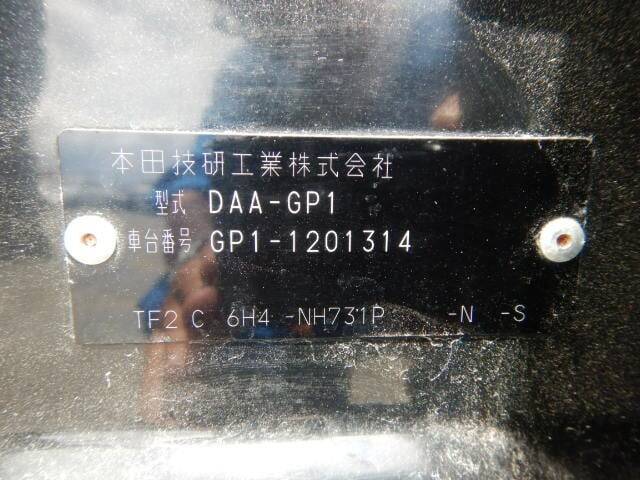 本田技研工業株式会社
型式 DAA-GP1
車台番号 GP1-1201314
TF2 C 6H4 -NH731P -N -S